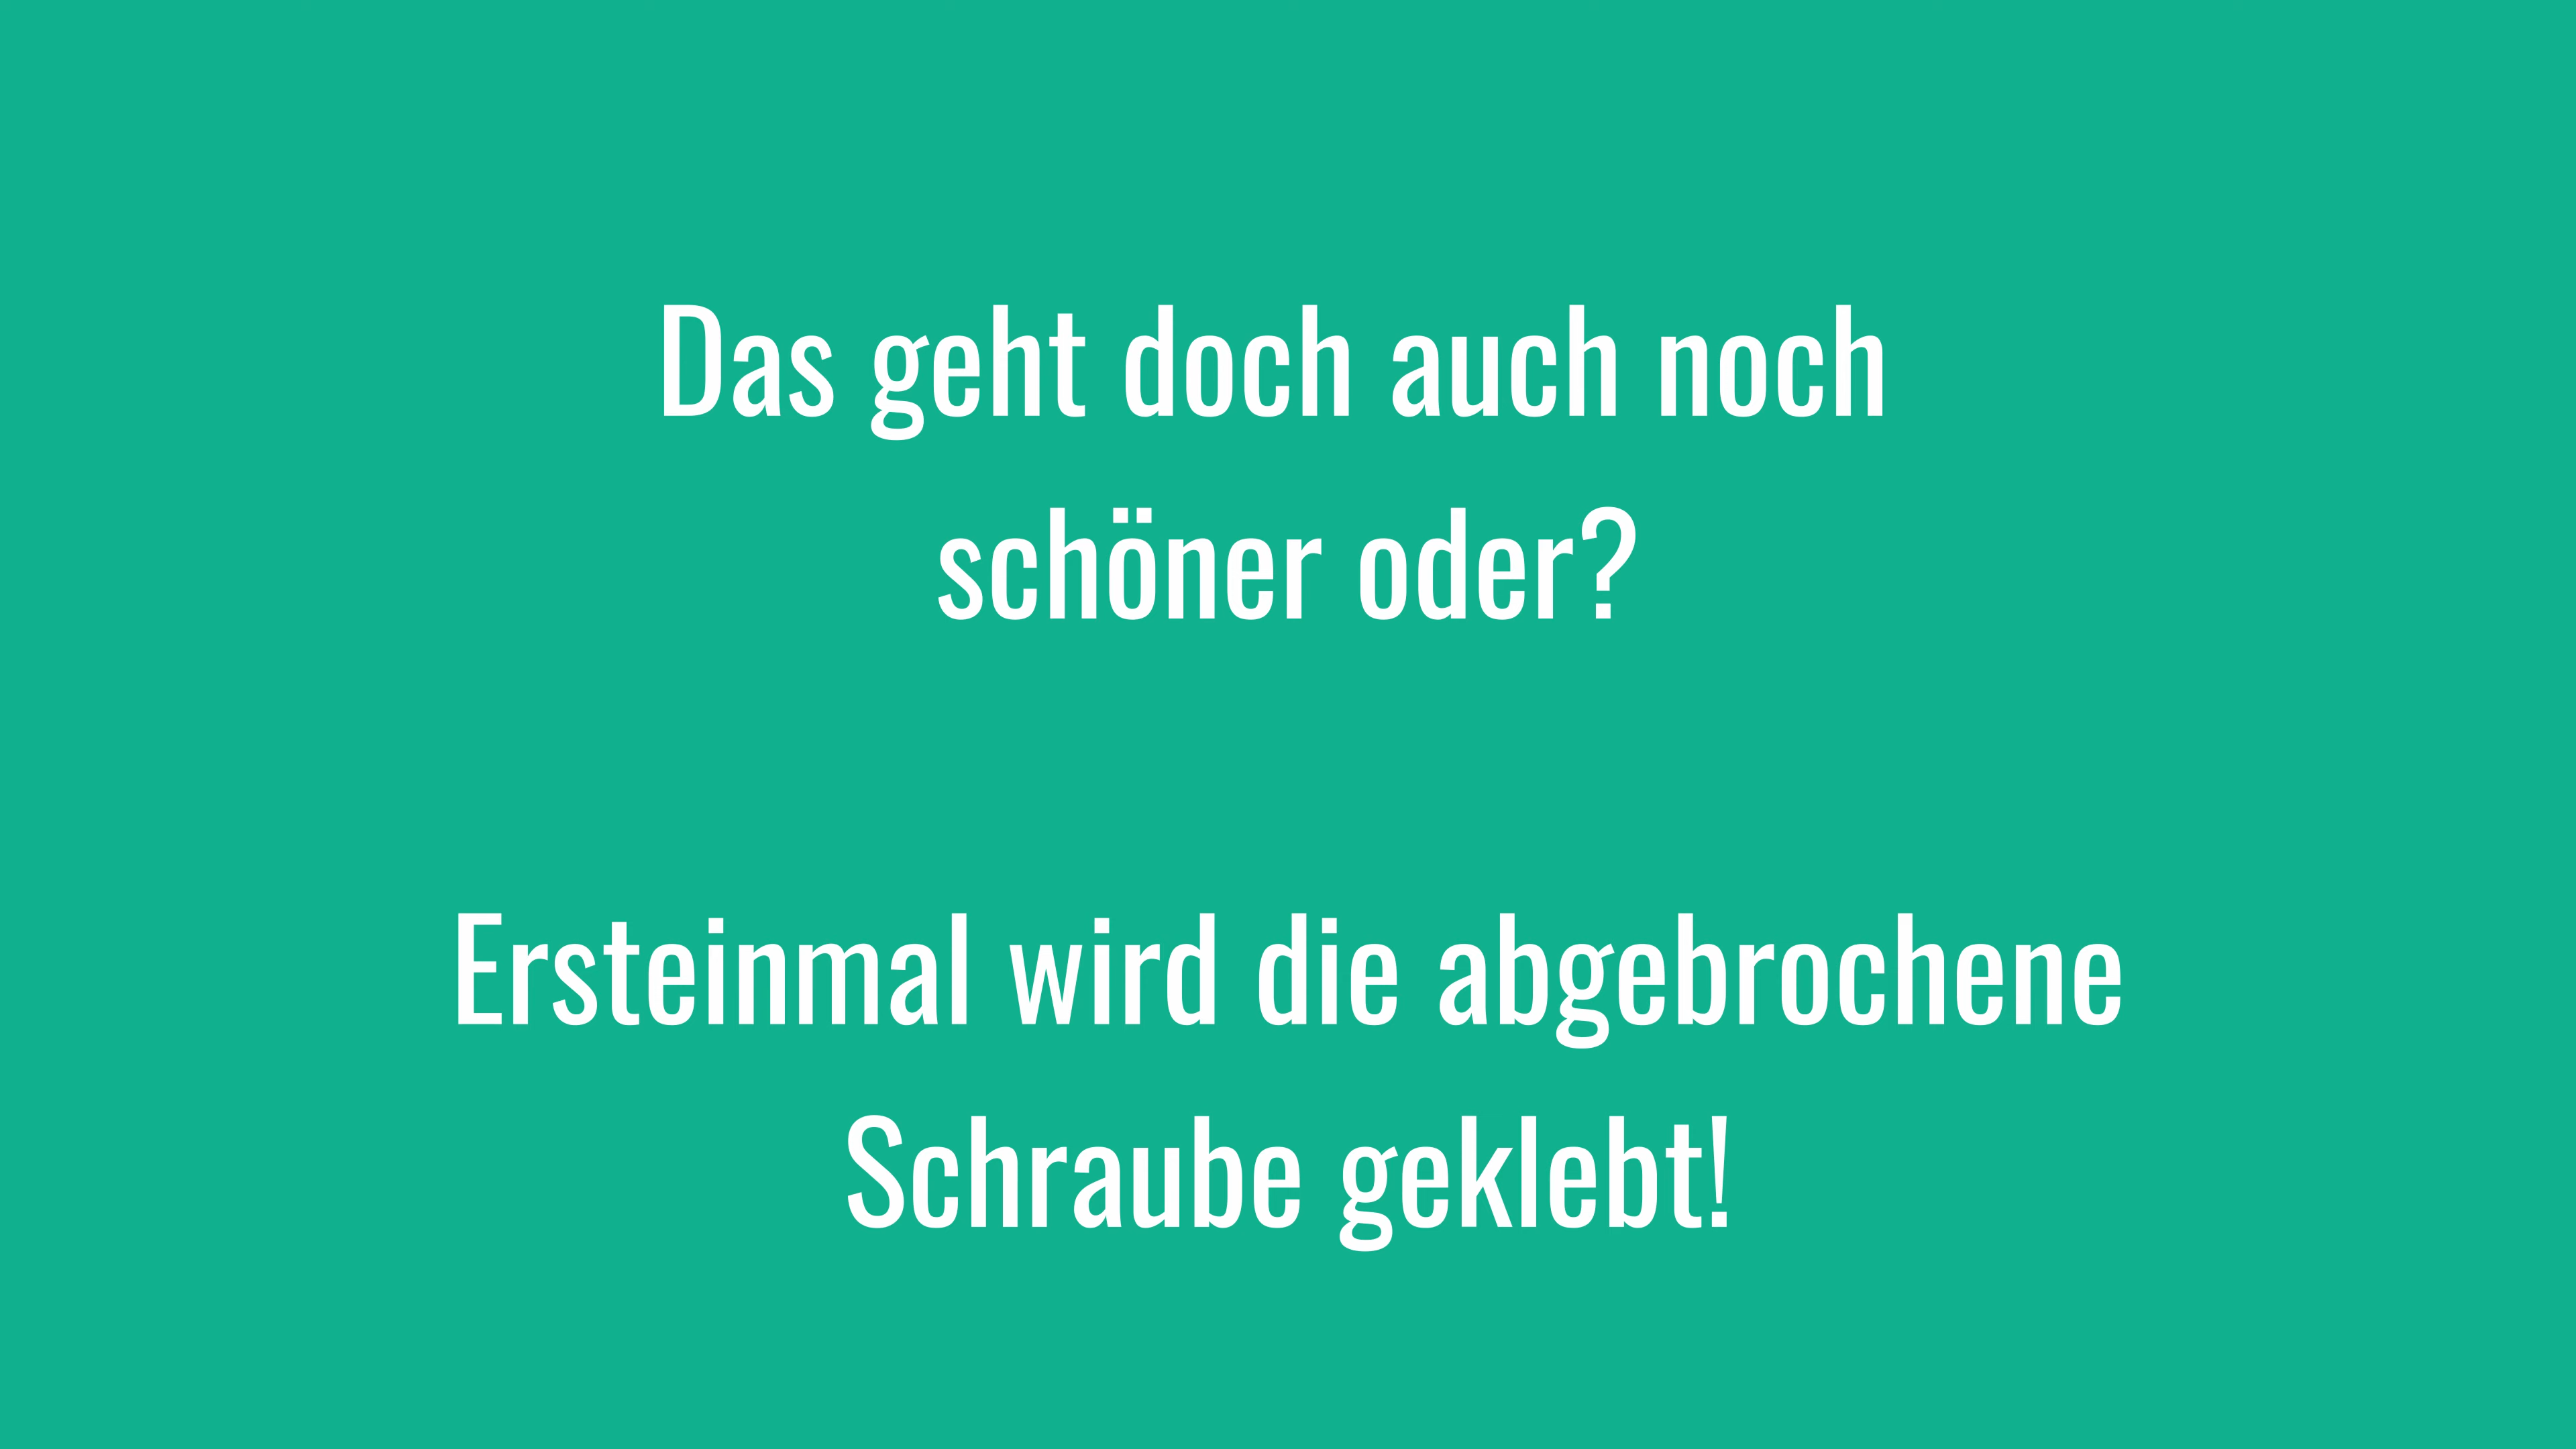 Das geht doch auch noch
schöner oder?
Ersteinmal wird die abgebrochene
Schraube geklebt!